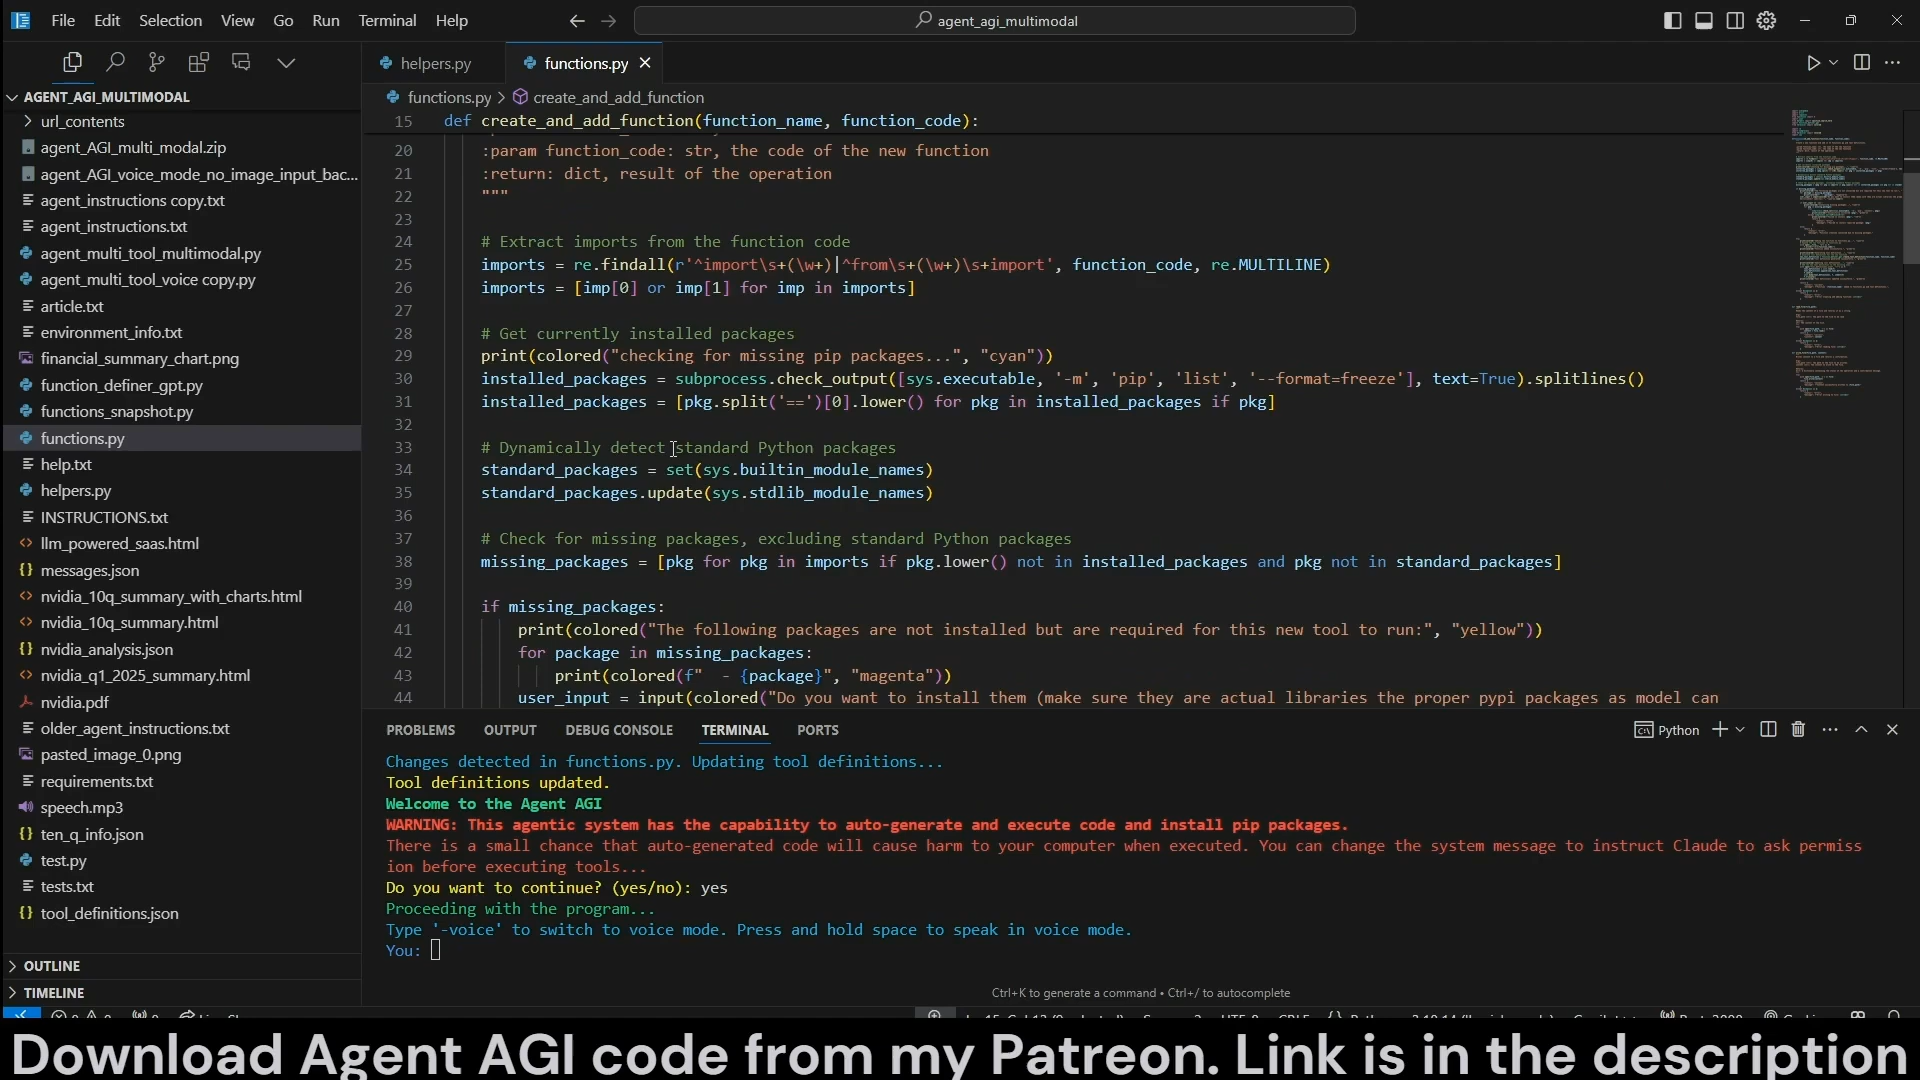 File Edit Selection View Go Run Terminal Help
agent_agi_multimodal
AGENT_AGI_MULTIMODAL
url_contents
agent_AGI_multi_modal.zip
agent_AGI_voice_mode_no_image_input_bac...
agent_instructions copy.txt
agent_instructions.txt
agent_multi_tool_multimodal.py
agent_multi_tool_voice copy.py
article.txt
environment_info.txt
financial_summary_chart.png
function_definer_gpt.py
functions_snapshot.py
functions.py
help.txt
helpers.py
INSTRUCTIONS.txt
llm_powered_saas.html
messages.json
nvidia_10q_summary_with_charts.html
nvidia_10q_summary.html
nvidia_analysis.json
nvidia_q1_2025_summary.html
nvidia.pdf
older_agent_instructions.txt
pasted_image_0.png
requirements.txt
speech.mp3
ten_q_info.json
test.py
tests.txt
tool_definitions.json
OUTLINE
TIMELINE
helpers.py functions.py
functions.py > create_and_add_function
15 def create_and_add_function(function_name, function_code):
20 :param function_code: str, the code of the new function
21 :return: dict, result of the operation
22 """
23
24 # Extract imports from the function code
25 imports = re.findall(r'^import\s+(\w+)|^from\s+(\w+)\s+import', function_code, re.MULTILINE)
26 imports = [imp[0] or imp[1] for imp in imports]
27
28 # Get currently installed packages
29 print(colored("checking for missing pip packages...", "cyan"))
30 installed_packages = subprocess.check_output([sys.executable, '-m', 'pip', 'list', '--format=freeze'], text=True).splitlines()
31 installed_packages = [pkg.split('==')[0].lower() for pkg in installed_packages if pkg]
32
33 # Dynamically detect standard Python packages
34 standard_packages = set(sys.builtin_module_names)
35 standard_packages.update(sys.stdlib_module_names)
36
37 # Check for missing packages, excluding standard Python packages
38 missing_packages = [pkg for pkg in imports if pkg.lower() not in installed_packages and pkg not in standard_packages]
39
40 if missing_packages:
41 print(colored("The following packages are not installed but are required for this new tool to run:", "yellow"))
42 for package in missing_packages:
43 print(colored(f" - {package}", "magenta"))
44 user_input = input(colored("Do you want to install them (make sure they are actual libraries the proper pypi packages as model can
PROBLEMS OUTPUT DEBUG CONSOLE TERMINAL PORTS
Python
Changes detected in functions.py. Updating tool definitions...
Tool definitions updated.
Welcome to the Agent AGI
WARNING: This agentic system has the capability to auto-generate and execute code and install pip packages.
There is a small chance that auto-generated code will cause harm to your computer when executed. You can change the system message to instruct Claude to ask permiss
ion before executing tools...
Do you want to continue? (yes/no): yes
Proceeding with the program...
Type '-voice' to switch to voice mode. Press and hold space to speak in voice mode.
You:
Ctrl+K to generate a command • Ctrl+/ to autocomplete
Download Agent AGI code from my Patreon. Link is in the description